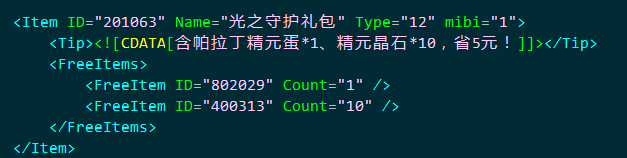 <Item ID="201063" Name="光之守护礼包" Type="12" mibi="1">
<Tip><![CDATA[含帕拉丁精元蛋*1、精元晶石*10，省5元！]]></Tip>
<FreeItems>
<FreeItem ID="802029" Count="1" />
<FreeItem ID="400313" Count="10" />
</FreeItems>
</Item>